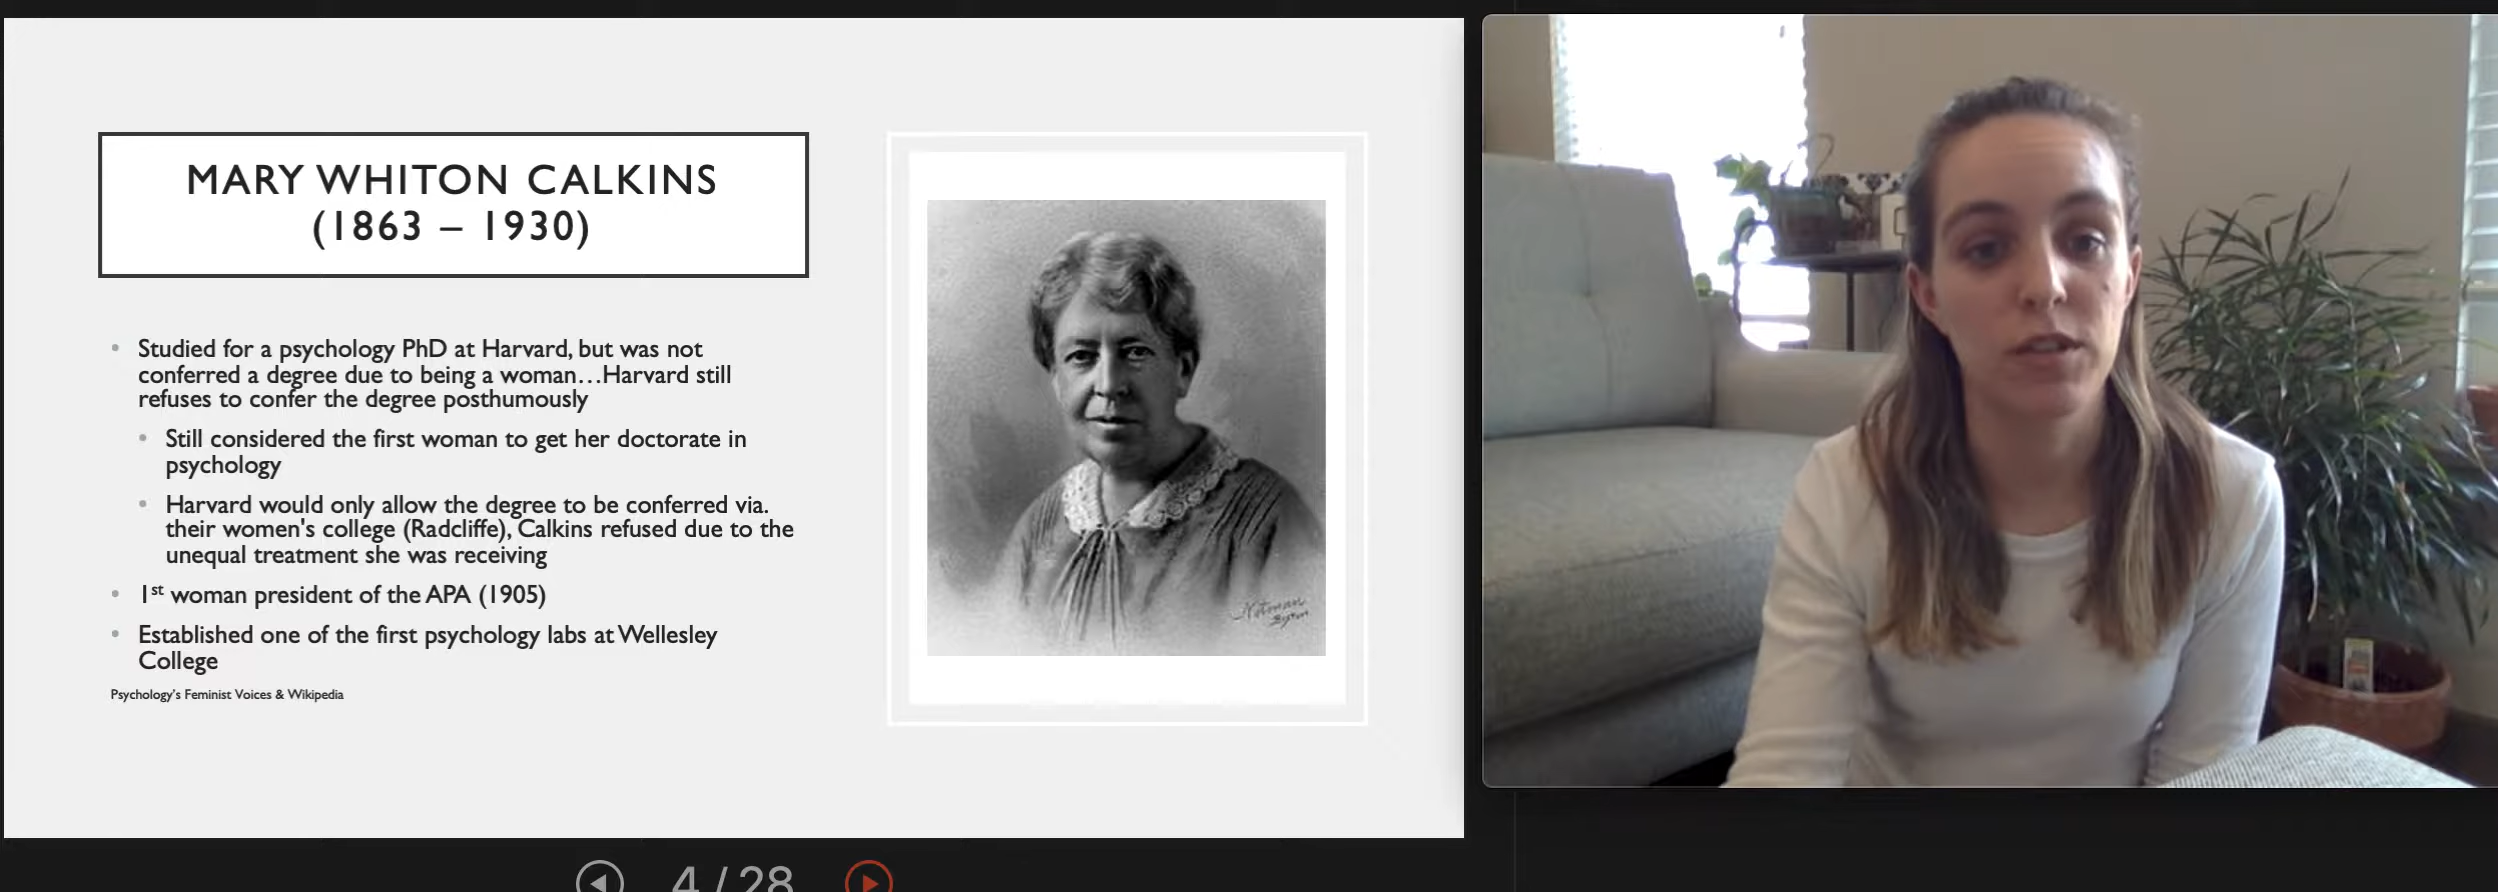 MARY WHITON CALKINS
(1863 – 1930)
• Studied for a psychology PhD at Harvard, but was not
conferred a degree due to being a woman…Harvard still
refuses to confer the degree posthumously
• Still considered the first woman to get her doctorate in
psychology
• Harvard would only allow the degree to be conferred via.
their women's college (Radcliffe), Calkins refused due to the
unequal treatment she was receiving
• 1st woman president of the APA (1905)
• Established one of the first psychology labs at Wellesley
College
Psychology's Feminist Voices & Wikipedia
Notman
4 / 28